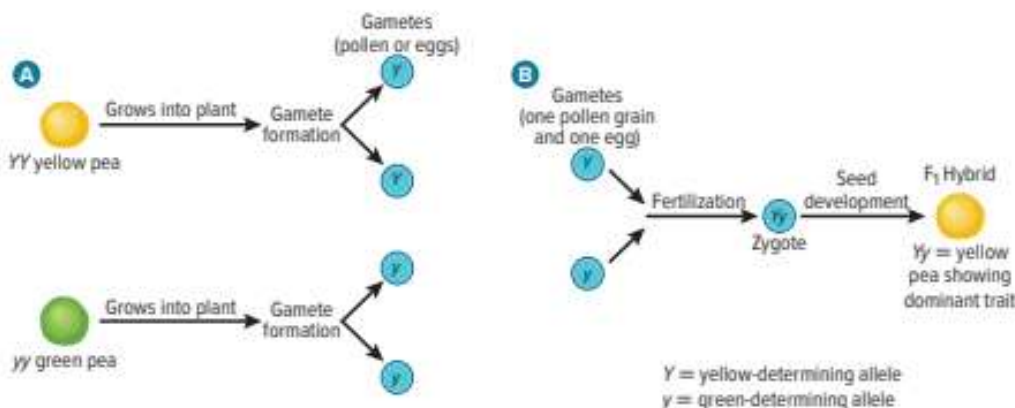 A
Gametes
(pollen or eggs)
Y
Grows into plant
Gamete
formation
YY yellow pea
Y
y
Grows into plant
Gamete
formation
yy green pea
y
B
Gametes
(one pollen grain
and one egg)
Y
y
Fertilization
Yy
Zygote
Seed
development
F₁ Hybrid
Yy = yellow
pea showing
dominant trait
Y = yellow-determining allele
y = green-determining allele